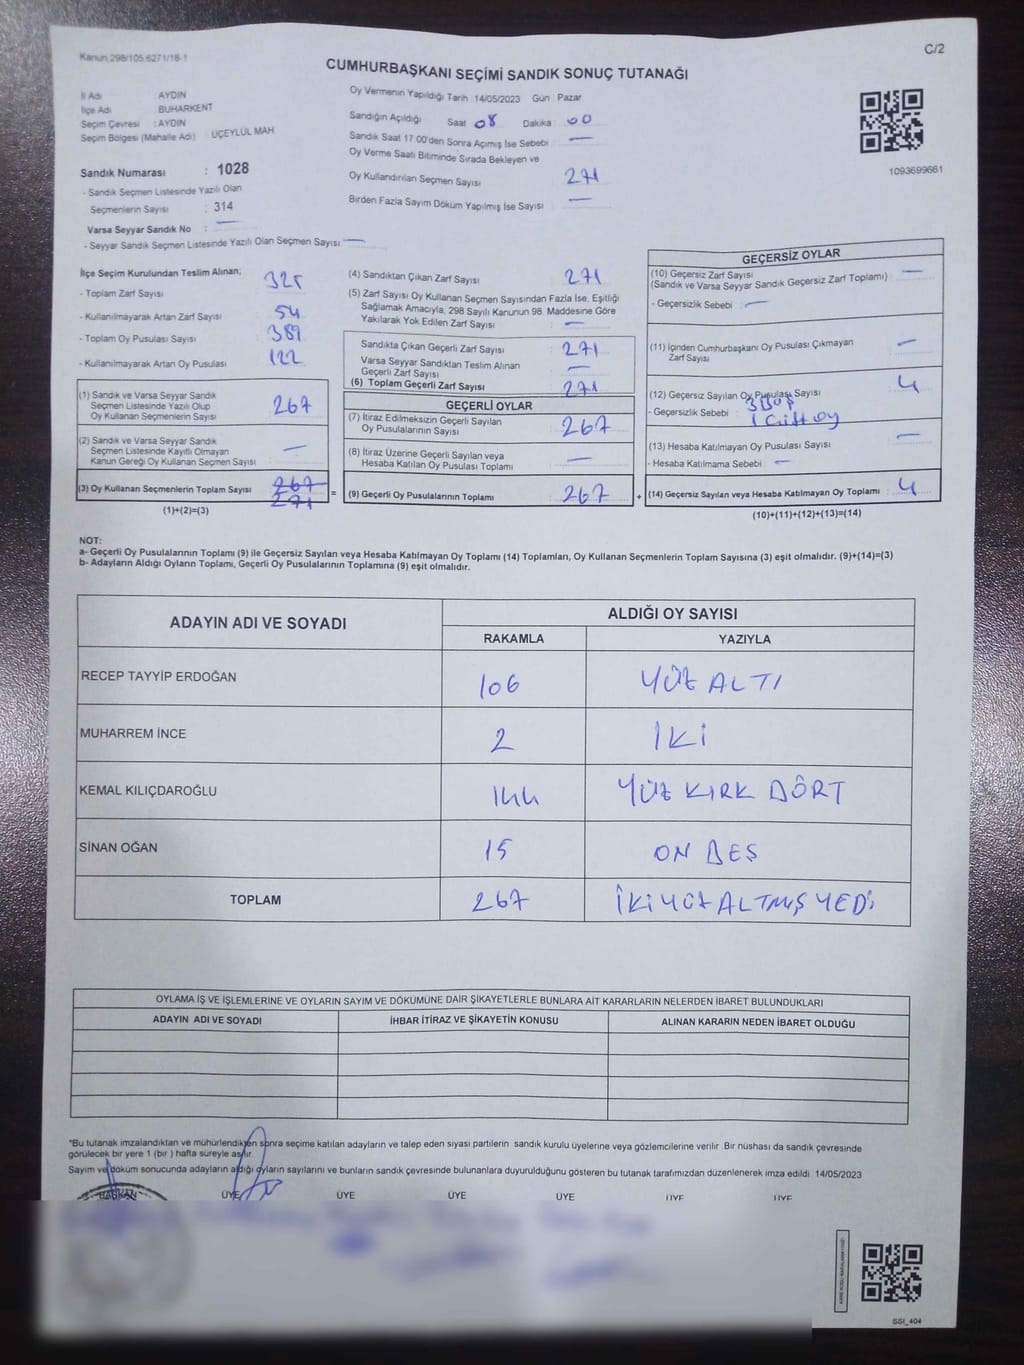 Kanun:298/105:6271/18-1
C/2
CUMHURBAŞKANI SEÇİMİ SANDIK SONUÇ TUTANAĞI
İl Adı AYDIN
İlçe Adı BUHARKENT
Seçim Çevresi : AYDIN
Seçim Bölgesi (Mahalle Adı) ÜÇEYLÜL MAH
Sandık Numarası : 1028
- Sandık Seçmen Listesinde Yazılı Olan
Seçmenlerin Sayısı : 314
Varsa Seyyar Sandık No : —
- Seyyar Sandık Seçmen Listesinde Yazılı Olan Seçmen Sayısı —
Oy Vermenin Yapıldığı Tarih 14/05/2023 Gün Pazar
Sandığın Açıldığı Saat 08 Dakika 00
Sandık Saat 17:00'den Sonra Açımış İse Sebebi —
Oy Verme Saati Bitiminde Sırada Bekleyen ve
Oy Kullandırılan Seçmen Sayısı 271
Birden Fazla Sayım Döküm Yapılmış İse Sayısı —
1093699661
İlçe Seçim Kurulundan Teslim Alınan;
- Toplam Zarf Sayısı 325
- Kullanılmayarak Artan Zarf Sayısı 54
- Toplam Oy Pusulası Sayısı 389
- Kullanılmayarak Artan Oy Pusulası 122
(1) Sandık ve Varsa Seyyar Sandık
Seçmen Listesinde Yazılı Olup
Oy Kullanan Seçmenlerin Sayısı 267
(2) Sandık ve Varsa Seyyar Sandık
Seçmen Listesinde Kayıtlı Olmayan
Kanun Gereği Oy Kullanan Seçmen Sayısı —
(3) Oy Kullanan Seçmenlerin Toplam Sayısı 267 271 =
(1)+(2)=(3)
(4) Sandıktan Çıkan Zarf Sayısı 271
(5) Zarf Sayısı Oy Kullanan Seçmen Sayısından Fazla İse, Eşitliği
Sağlamak Amacıyla, 298 Sayılı Kanunun 98. Maddesine Göre
Yakılarak Yok Edilen Zarf Sayısı —
Sandıkta Çıkan Geçerli Zarf Sayısı 271
Varsa Seyyar Sandıktan Teslim Alınan
Geçerli Zarf Sayısı —
(6) Toplam Geçerli Zarf Sayısı 271
GEÇERLİ OYLAR
(7) İtiraz Edilmeksizin Geçerli Sayılan
Oy Pusulalarının Sayısı 267
(8) İtiraz Üzerine Geçerli Sayılan veya
Hesaba Katılan Oy Pusulası Toplamı —
(9) Geçerli Oy Pusulalarının Toplamı 267 +
GEÇERSİZ OYLAR
(10) Geçersiz Zarf Sayısı —
(Sandık ve Varsa Seyyar Sandık Geçersiz Zarf Toplamı)
- Geçersizlik Sebebi —
(11) İçinden Cumhurbaşkanı Oy Pusulası Çıkmayan
Zarf Sayısı —
(12) Geçersiz Sayılan Oy Pusulası Sayısı 4
- Geçersizlik Sebebi 3 Boş
1 Çift oy
(13) Hesaba Katılmayan Oy Pusulası Sayısı —
- Hesaba Katılmama Sebebi —
(14) Geçersiz Sayılan veya Hesaba Katılmayan Oy Toplamı 4
(10)+(11)+(12)+(13)=(14)
NOT:
a- Geçerli Oy Pusulalarının Toplamı (9) ile Geçersiz Sayılan veya Hesaba Katılmayan Oy Toplamı (14) Toplamları, Oy Kullanan Seçmenlerin Toplam Sayısına (3) eşit olmalıdır. (9)+(14)=(3)
b- Adayların Aldığı Oyların Toplamı, Geçerli Oy Pusulalarının Toplamına (9) eşit olmalıdır.
ADAYIN ADI VE SOYADI ALDIĞI OY SAYISI
RAKAMLA YAZIYLA
RECEP TAYYİP ERDOĞAN 106 YÜZ ALTI
MUHARREM İNCE 2 İKİ
KEMAL KILIÇDAROĞLU 144 YÜZ KIRK DÖRT
SİNAN OĞAN 15 ON BEŞ
TOPLAM 267 İKİ YÜZ ALTMIŞ YEDİ
OYLAMA İŞ VE İŞLEMLERİNE VE OYLARIN SAYIM VE DÖKÜMÜNE DAİR ŞİKAYETLERLE BUNLARA AİT KARARLARIN NELERDEN İBARET BULUNDUKLARI
ADAYIN ADI VE SOYADI İHBAR İTİRAZ VE ŞİKAYETİN KONUSU ALINAN KARARIN NEDEN İBARET OLDUĞU
*Bu tutanak imzalandıktan ve mühürlendikten sonra seçime katılan adayların ve talep eden siyasi partilerin sandık kurulu üyelerine veya gözlemcilerine verilir. Bir nüshası da sandık çevresinde
görülecek bir yere 1 (bir) hafta süreyle asılır.
Sayım ve döküm sonucunda adayların aldığı oyların sayılarını ve bunların sandık çevresinde bulunanlara duyurulduğunu gösteren bu tutanak tarafımızdan düzenlenerek imza edildi. 14/05/2023
BAŞKAN ÜYE ÜYE ÜYE ÜYE ÜYE ÜYE
SSI_404